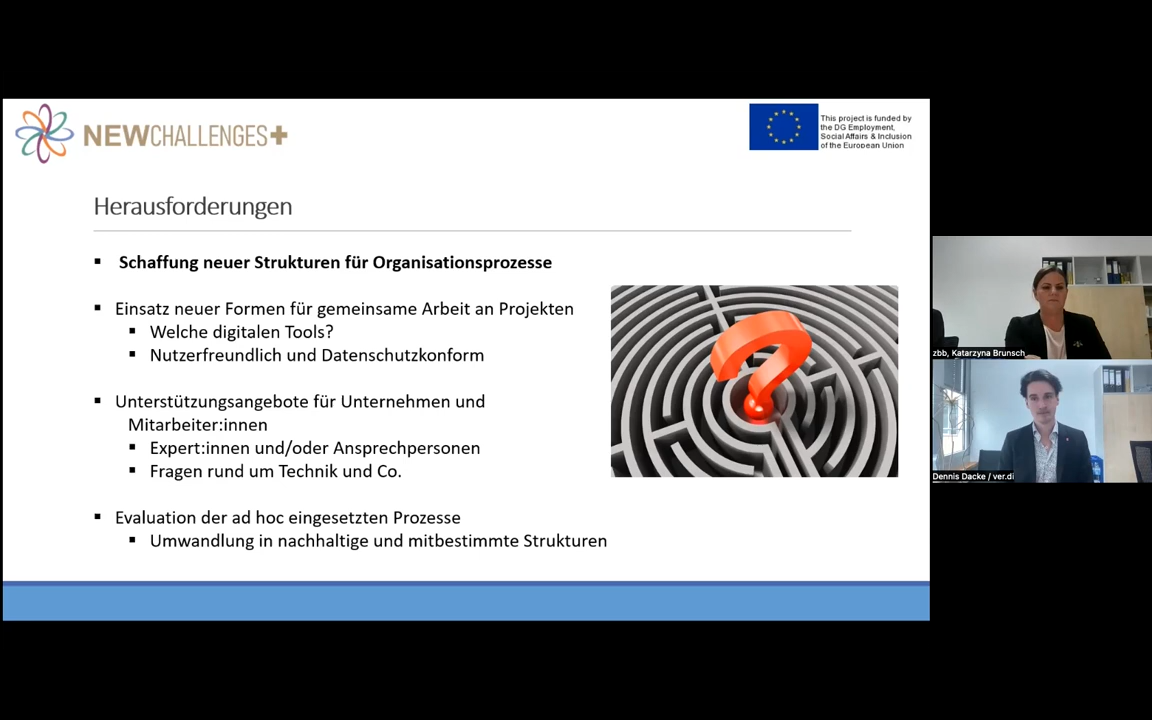 NEWCHALLENGES+
This project is funded by
the DG Employment,
Social Affairs & Inclusion
of the European Union
Herausforderungen
▪ Schaffung neuer Strukturen für Organisationsprozesse
▪ Einsatz neuer Formen für gemeinsame Arbeit an Projekten
▪ Welche digitalen Tools?
▪ Nutzerfreundlich und Datenschutzkonform
▪ Unterstützungsangebote für Unternehmen und
Mitarbeiter:innen
▪ Expert:innen und/oder Ansprechpersonen
▪ Fragen rund um Technik und Co.
▪ Evaluation der ad hoc eingesetzten Prozesse
▪ Umwandlung in nachhaltige und mitbestimmte Strukturen
zbb, Katarzyna Brunsch
Dennis Dacke / ver.di